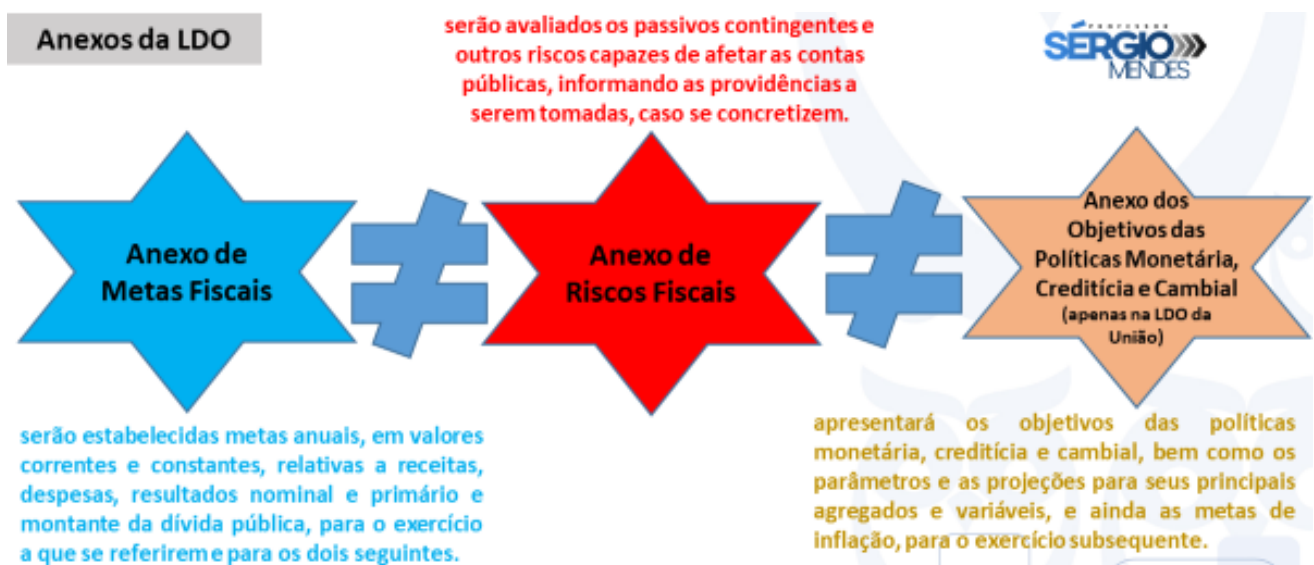 Anexos da LDO
serão avaliados os passivos contingentes e
outros riscos capazes de afetar as contas
públicas, informando as providências a
serem tomadas, caso se concretizem.
PROFESSOR
SÉRGIO
MENDES
Anexo de
Metas Fiscais
Anexo de
Riscos Fiscais
Anexo dos
Objetivos das
Políticas Monetária,
Creditícia e Cambial
(apenas na LDO da
União)
serão estabelecidas metas anuais, em valores
correntes e constantes, relativas a receitas,
despesas, resultados nominal e primário e
montante da dívida pública, para o exercício
a que se referirem e para os dois seguintes.
apresentará os objetivos das políticas
monetária, creditícia e cambial, bem como os
parâmetros e as projeções para seus principais
agregados e variáveis, e ainda as metas de
inflação, para o exercício subsequente.